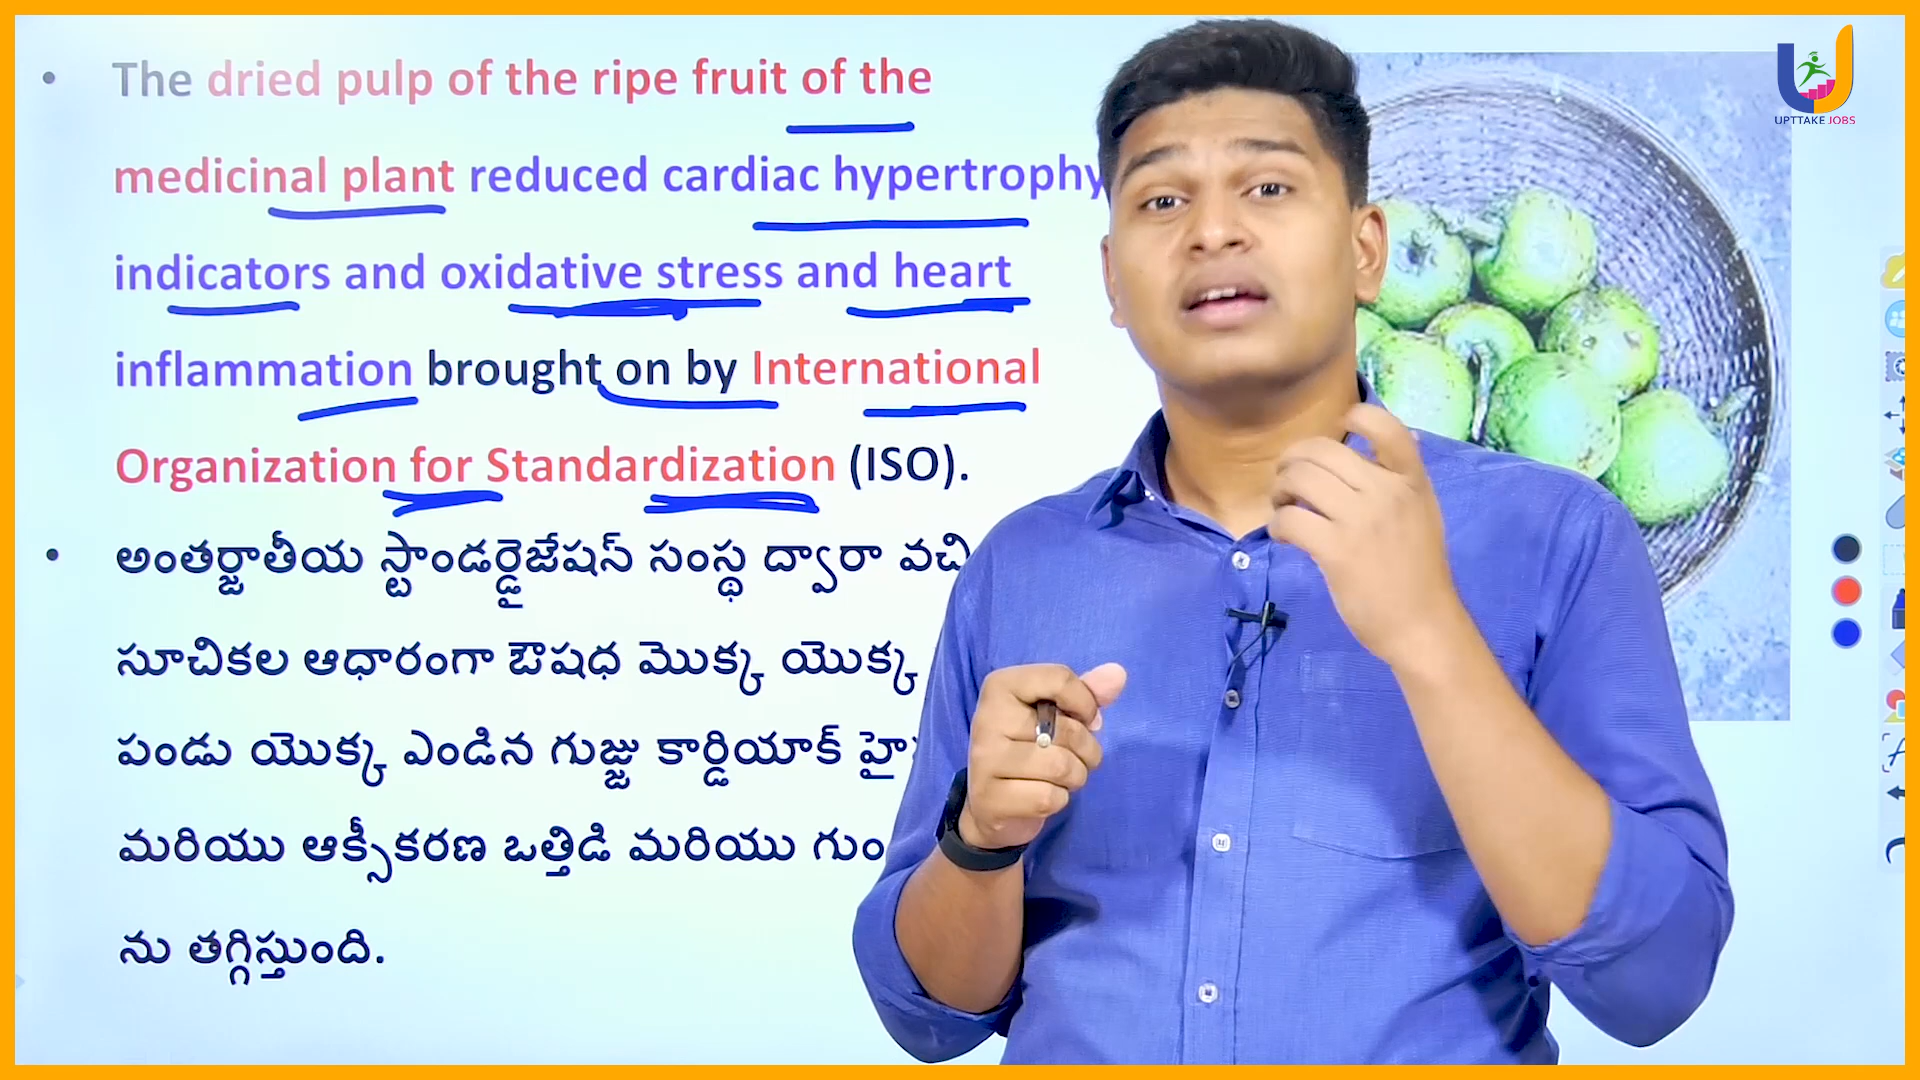 • The dried pulp of the ripe fruit of the
medicinal plant reduced cardiac hypertrophy
indicators and oxidative stress and heart
inflammation brought on by International
Organization for Standardization (ISO).
• అంతర్జాతీయ స్టాండర్డైజేషన్ సంస్థ ద్వారా
సూచికల ఆధారంగా ఔషధ మొక్క యొక్క
పండు యొక్క ఎండిన గుజ్జు కార్డియాక్
మరియు ఆక్సీకరణ ఒత్తిడి మరియు
ను తగ్గిస్తుంది.
UPTTAKE JOBS